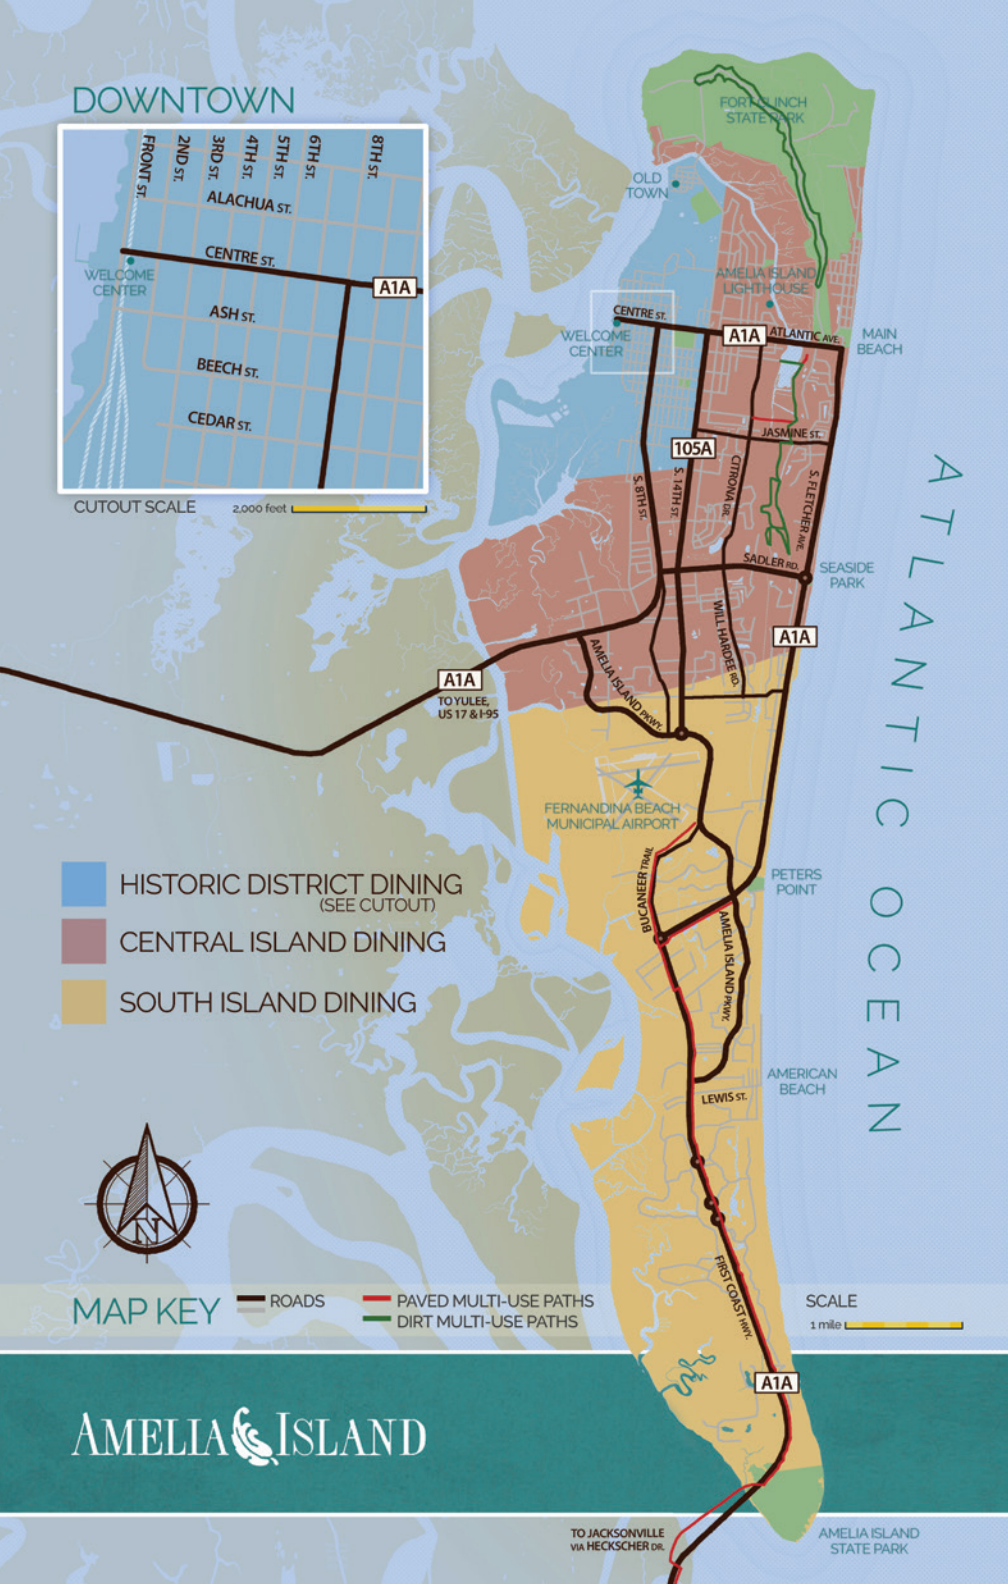 DOWNTOWN
FRONT ST.
2ND ST.
3RD ST.
4TH ST.
5TH ST.
6TH ST.
8TH ST.
ALACHUA ST.
CENTRE ST.
A1A
WELCOME
CENTER
ASH ST.
BEECH ST.
CEDAR ST.
CUTOUT SCALE
2,000 feet
FORT CLINCH
STATE PARK
OLD
TOWN
AMELIA ISLAND
LIGHTHOUSE
CENTRE ST.
WELCOME
CENTER
A1A
ATLANTIC AVE.
MAIN
BEACH
JASMINE ST.
105A
S. 8TH ST.
S. 14TH ST.
CITRONA DR.
S. FLETCHER AVE.
SADLER RD.
SEASIDE
PARK
WILL HARDEE RD.
A1A
AMELIA ISLAND PKWY.
A1A
TO YULEE,
US 17 & I-95
ATLANTIC OCEAN
FERNANDINA BEACH
MUNICIPAL AIRPORT
BUCANEER TRAIL
PETERS
POINT
AMELIA ISLAND PKWY.
HISTORIC DISTRICT DINING
(SEE CUTOUT)
CENTRAL ISLAND DINING
SOUTH ISLAND DINING
AMERICAN
BEACH
LEWIS ST.
N
FIRST COAST HWY.
MAP KEY
ROADS
PAVED MULTI-USE PATHS
DIRT MULTI-USE PATHS
SCALE
1 mile
A1A
AMELIA ISLAND
TO JACKSONVILLE
VIA HECKSCHER DR.
AMELIA ISLAND
STATE PARK